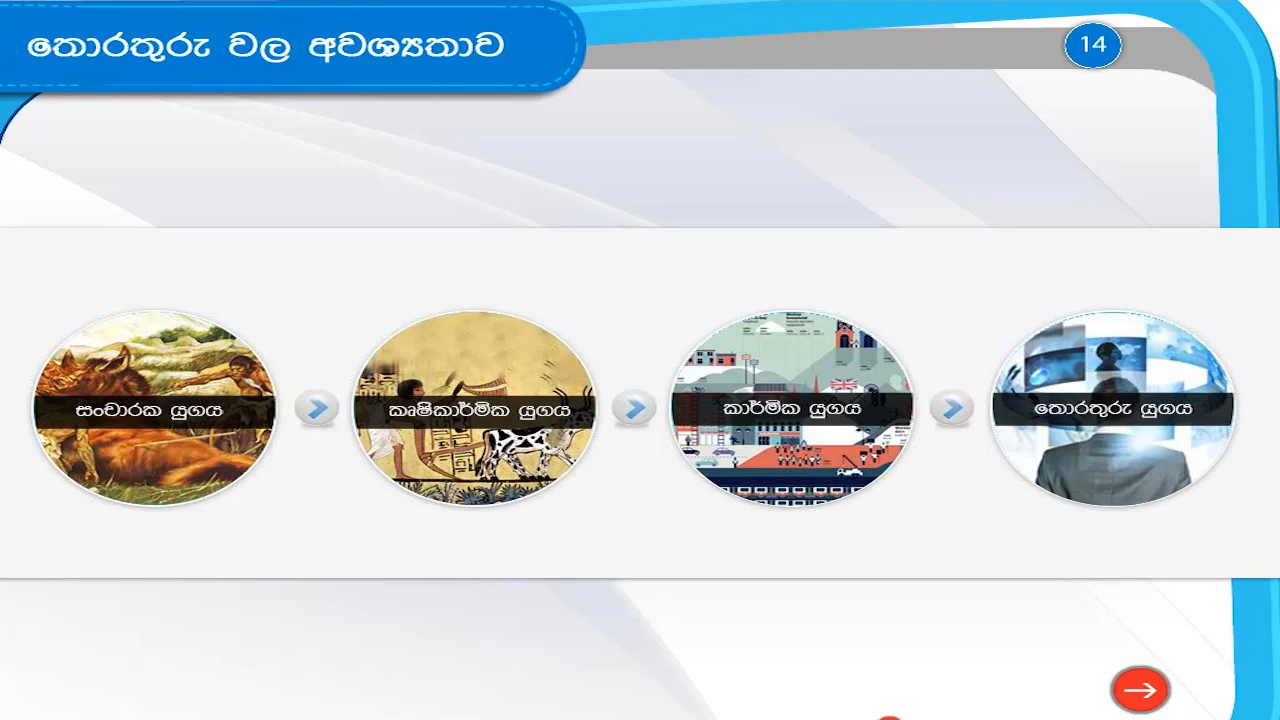 තොරතුරු වල අවශ්‍යතාව
14
සංචාරක යුගය
කෘෂිකාර්මික යුගය
කාර්මික යුගය
තොරතුරු යුගය